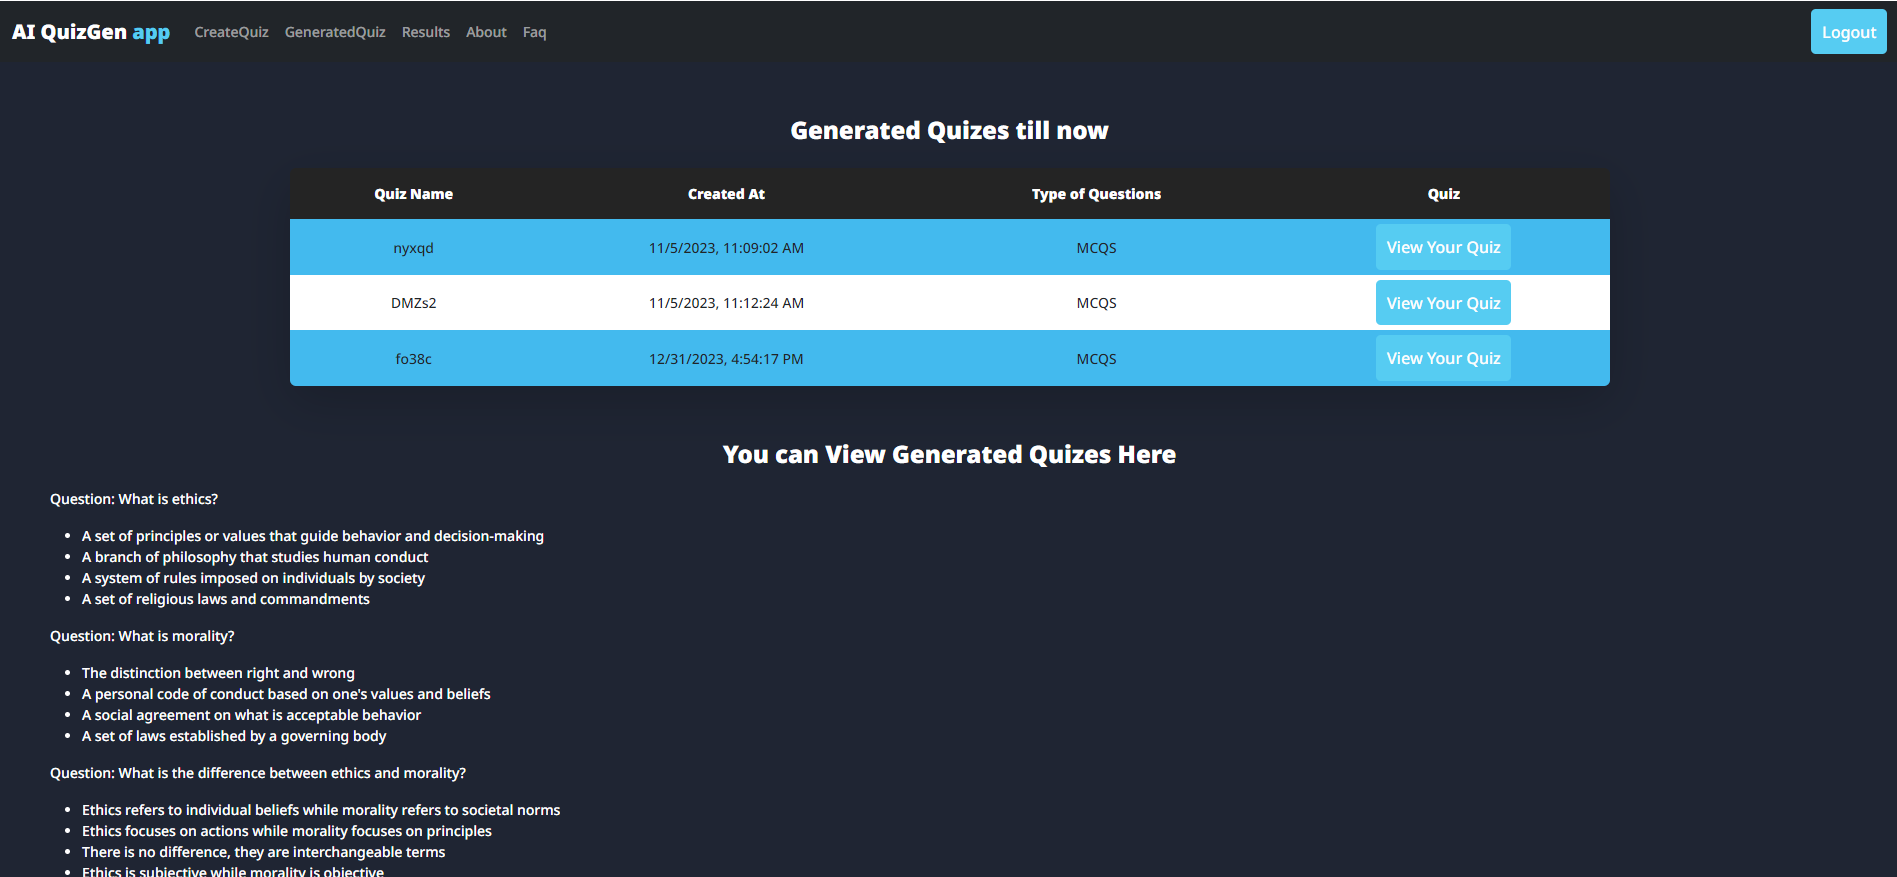 AI QuizGen app CreateQuiz GeneratedQuiz Results About Faq Logout
Generated Quizes till now
Quiz Name Created At Type of Questions Quiz
nyxqd 11/5/2023, 11:09:02 AM MCQS View Your Quiz
DMZs2 11/5/2023, 11:12:24 AM MCQS View Your Quiz
fo38c 12/31/2023, 4:54:17 PM MCQS View Your Quiz
You can View Generated Quizes Here
Question: What is ethics?
• A set of principles or values that guide behavior and decision-making
• A branch of philosophy that studies human conduct
• A system of rules imposed on individuals by society
• A set of religious laws and commandments
Question: What is morality?
• The distinction between right and wrong
• A personal code of conduct based on one's values and beliefs
• A social agreement on what is acceptable behavior
• A set of laws established by a governing body
Question: What is the difference between ethics and morality?
• Ethics refers to individual beliefs while morality refers to societal norms
• Ethics focuses on actions while morality focuses on principles
• There is no difference, they are interchangeable terms
• Ethics is subjective while morality is objective